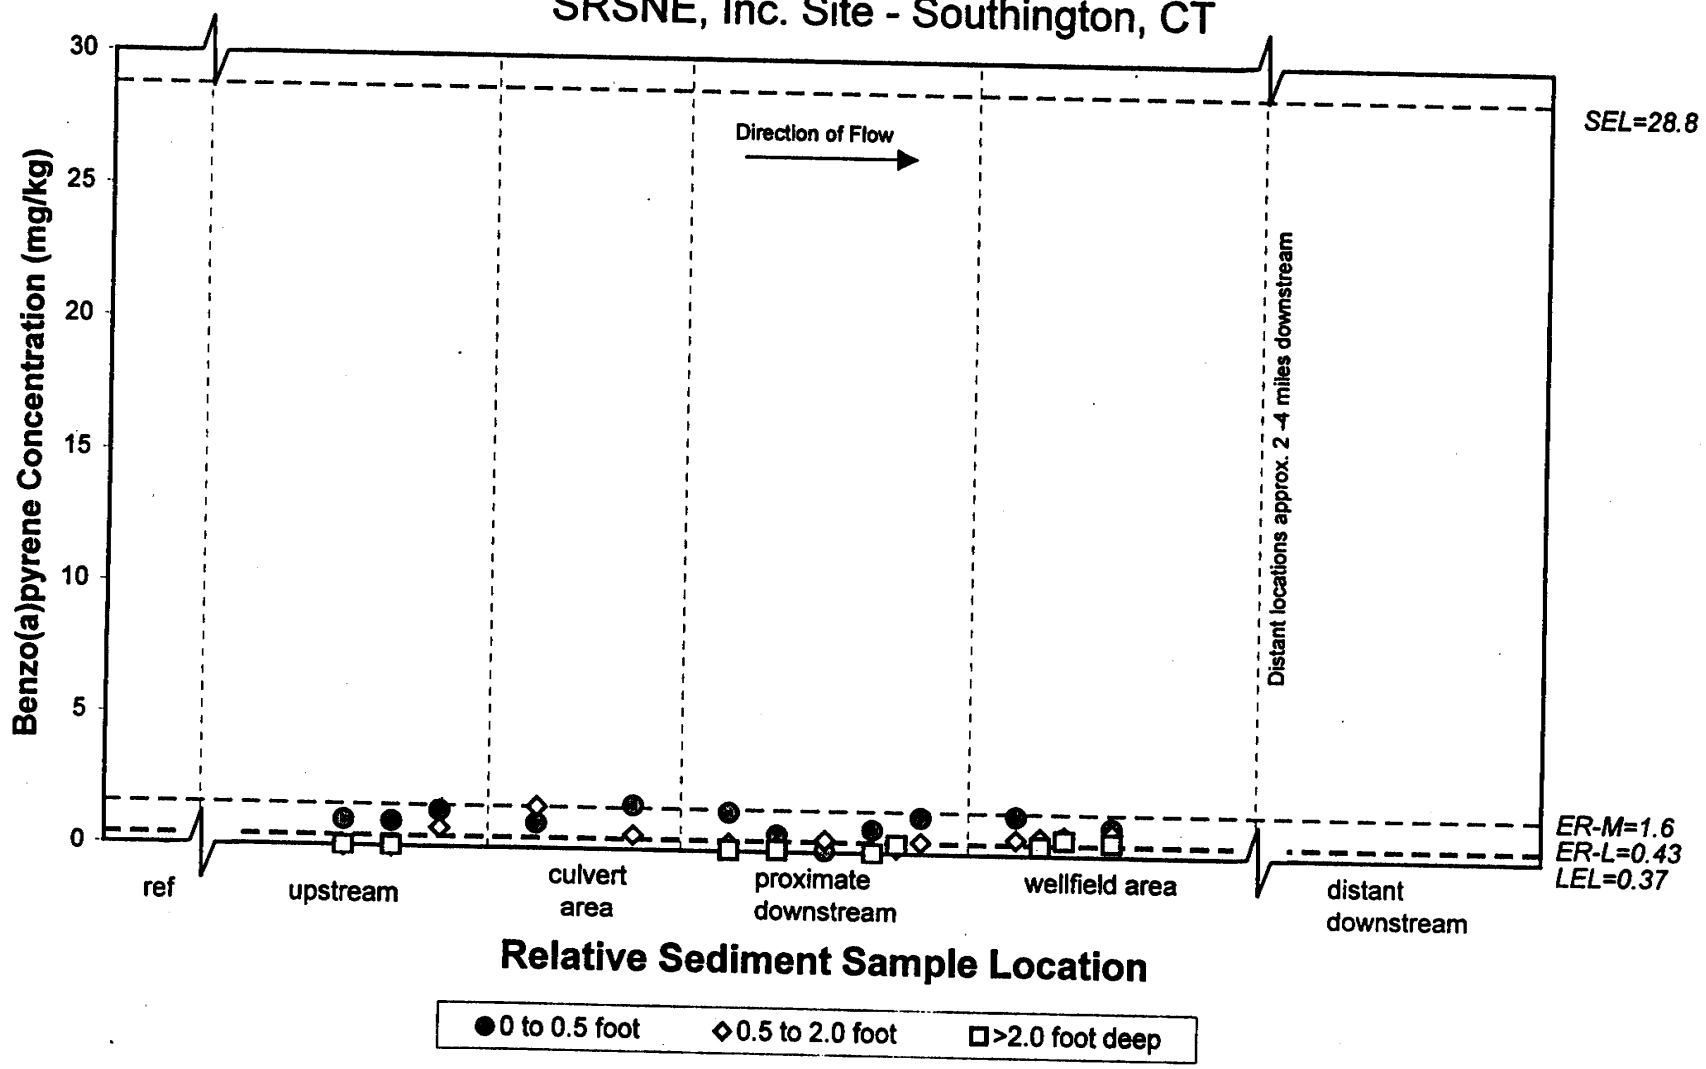 SRSNE, Inc. Site - Southington, CT
30
25
20
15
10
5
0
Benzo(a)pyrene Concentration (mg/kg)
Direction of Flow
Distant locations approx. 2 -4 miles downstream
SEL=28.8
ER-M=1.6
ER-L=0.43
LEL=0.37
ref
upstream
culvert
area
proximate
downstream
wellfield area
distant
downstream
Relative Sediment Sample Location
0 to 0.5 foot
0.5 to 2.0 foot
>2.0 foot deep